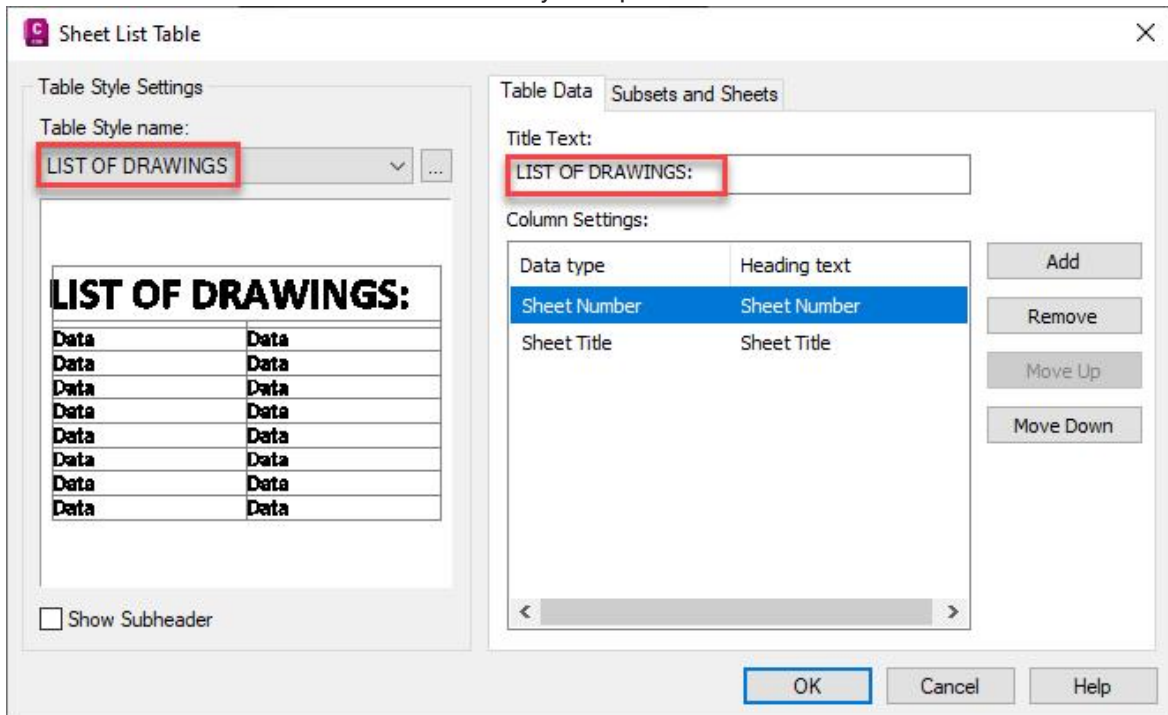 Sheet List Table
Table Style Settings
Table Style name:
LIST OF DRAWINGS
...
LIST OF DRAWINGS:
Data Data
Data Data
Data Data
Data Data
Data Data
Data Data
Data Data
Data Data
Show Subheader
Table Data Subsets and Sheets
Title Text:
LIST OF DRAWINGS:
Column Settings:
Data type Heading text
Sheet Number Sheet Number
Sheet Title Sheet Title
Add
Remove
Move Up
Move Down
OK Cancel Help